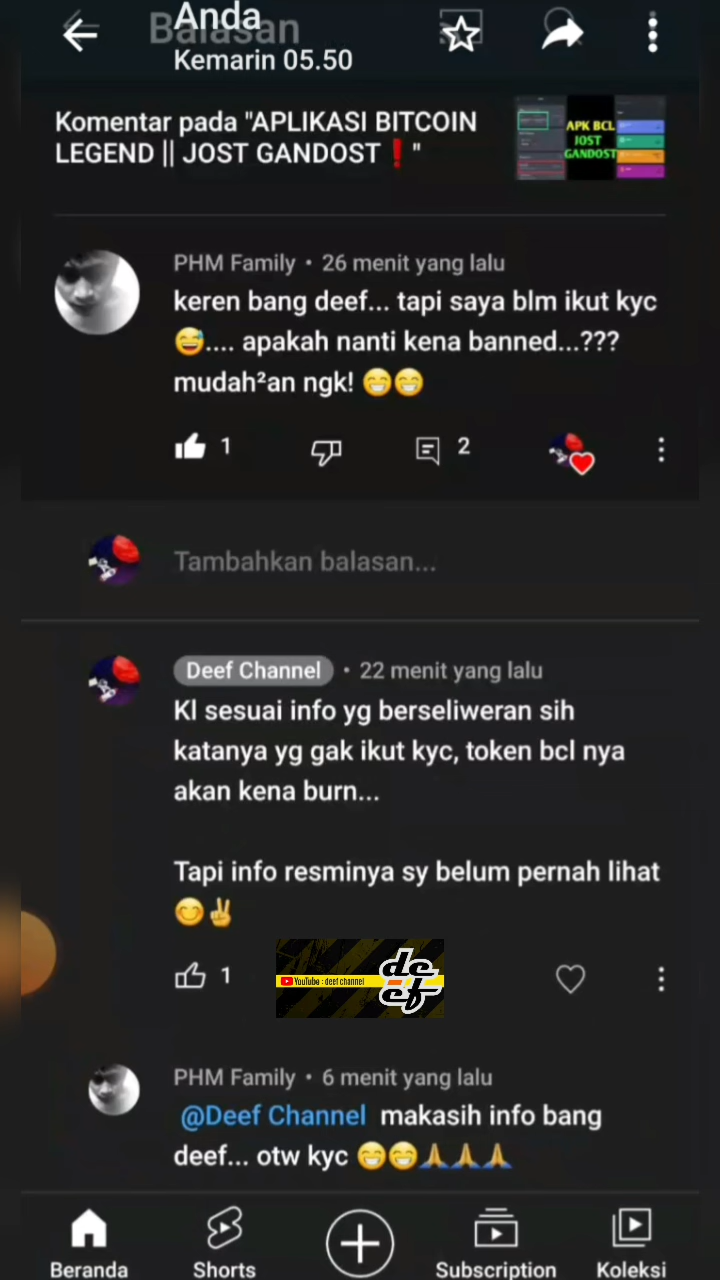 Balasan
Anda
Kemarin 05.50
Komentar pada "APLIKASI BITCOIN
LEGEND || JOST GANDOST❗"
APK BCL
JOST
GANDOST
PHM Family • 26 menit yang lalu
keren bang deef... tapi saya blm ikut kyc
😅.... apakah nanti kena banned...???
mudah²an ngk! 😁😁
1
2
Tambahkan balasan...
Deef Channel • 22 menit yang lalu
Kl sesuai info yg berseliweran sih
katanya yg gak ikut kyc, token bcl nya
akan kena burn...
Tapi info resminya sy belum pernah lihat
😊✌
1
YouTube : deef channel
deef
PHM Family • 6 menit yang lalu
@Deef Channel makasih info bang
deef... otw kyc 😁😁🙏🙏🙏
Beranda
Shorts
Subscription
Koleksi